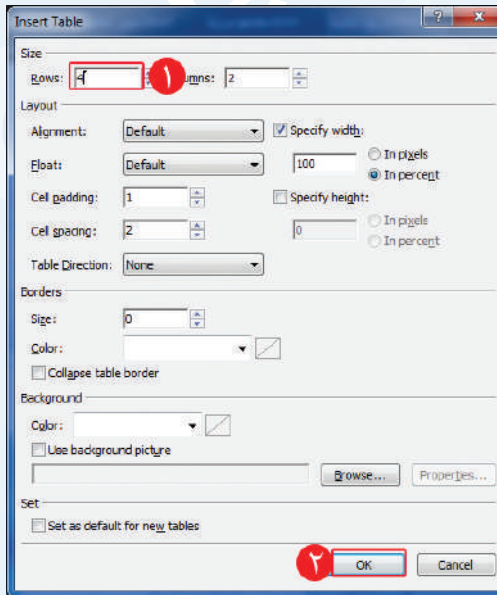 Insert Table
Size
Rows: 4 ١ umns: 2
Layout
Alignment: Default Specify width:
Float: Default 100 In pixels
In percent
Cell padding: 1 Specify height:
Cell spacing: 2 0 In pixels
In percent
Table Direction: None
Borders
Size: 0
Color:
Collapse table border
Background
Color:
Use background picture
Browse... Properties...
Set
Set as default for new tables
٢ OK Cancel